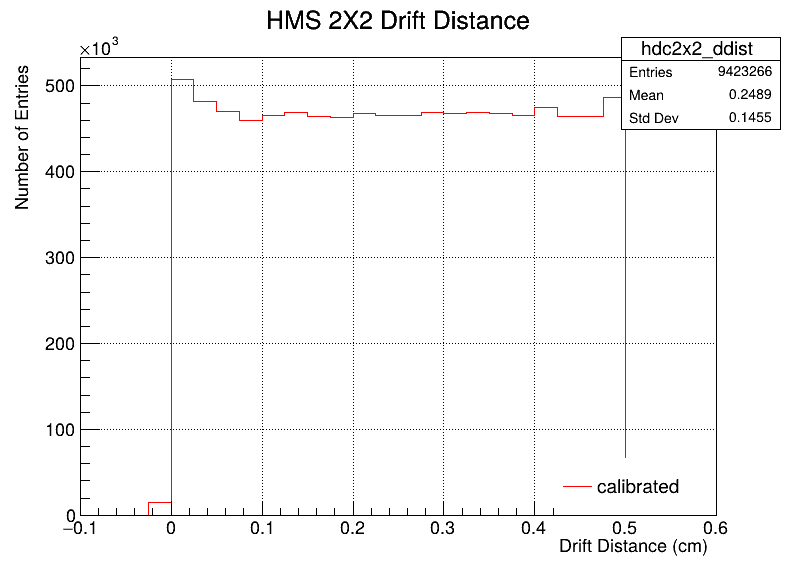 HMS 2X2 Drift Distance
×10³
hdc2x2_ddist
Entries 9423266
Mean 0.2489
Std Dev 0.1455
Number of Entries
500
400
300
200
100
0
calibrated
−0.1 0 0.1 0.2 0.3 0.4 0.5 0.6
Drift Distance (cm)